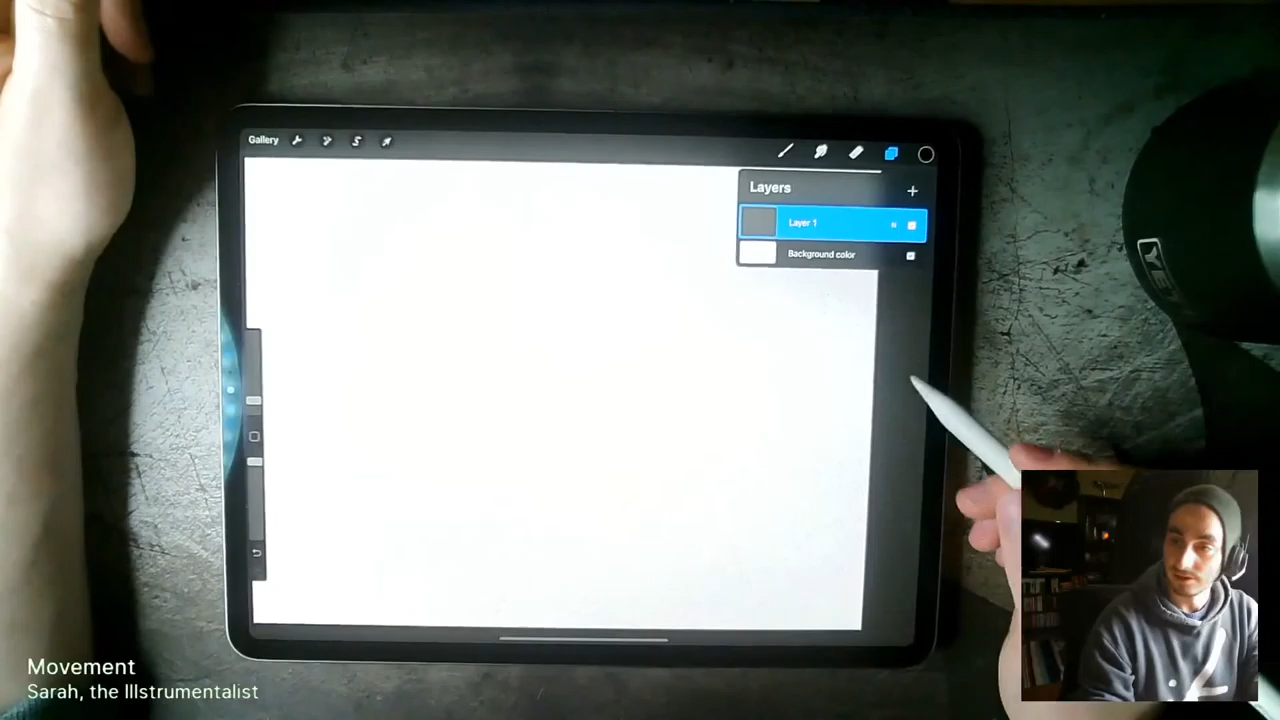 Gallery
Layers
Layer 1
N
Background color
Movement
Sarah, the Illstrumentalist